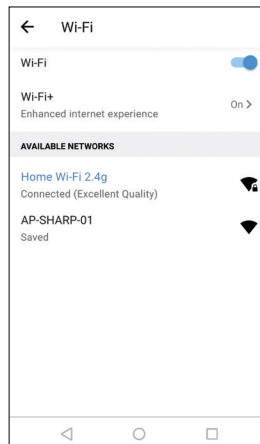 Wi-Fi
Wi-Fi
Wi-Fi+
Enhanced internet experience
On >
AVAILABLE NETWORKS
Home Wi-Fi 2.4g
Connected (Excellent Quality)
AP-SHARP-01
Saved